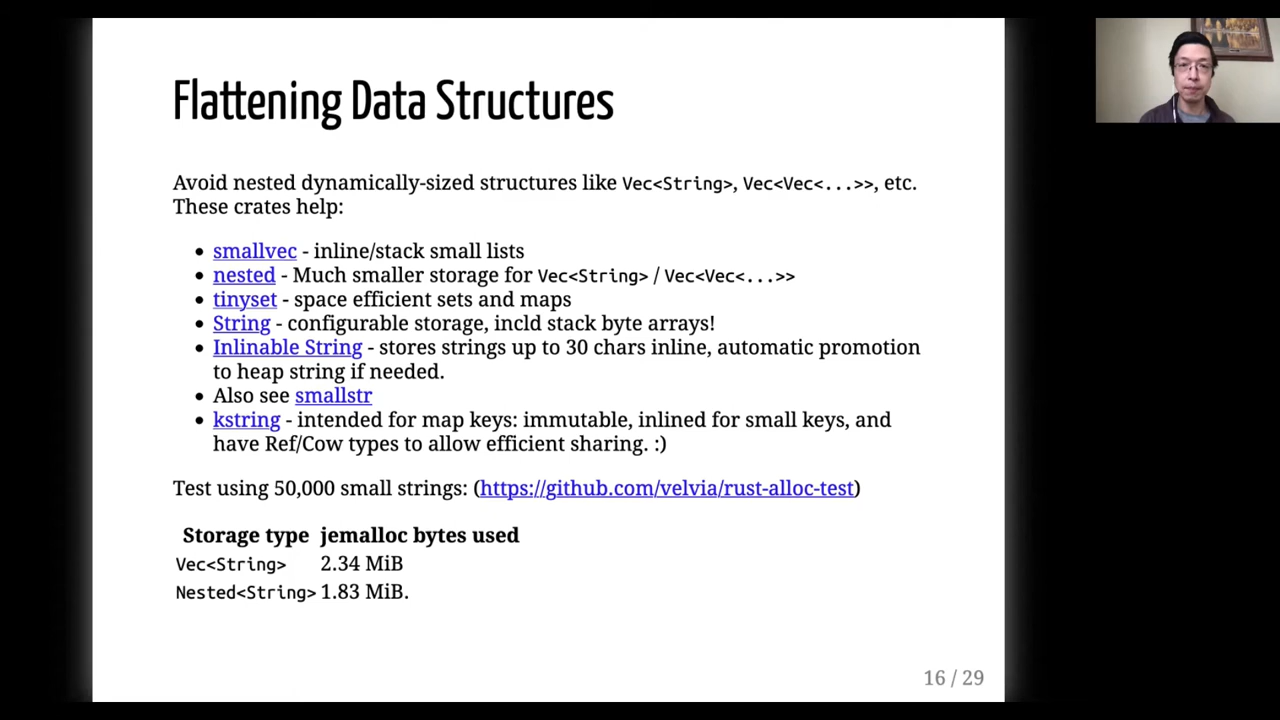 Flattening Data Structures
Avoid nested dynamically-sized structures like Vec<String>, Vec<Vec<...>>, etc.
These crates help:
• smallvec - inline/stack small lists
• nested - Much smaller storage for Vec<String> / Vec<Vec<...>>
• tinyset - space efficient sets and maps
• String - configurable storage, incld stack byte arrays!
• Inlinable String - stores strings up to 30 chars inline, automatic promotion
to heap string if needed.
• Also see smallstr
• kstring - intended for map keys: immutable, inlined for small keys, and
have Ref/Cow types to allow efficient sharing. :)
Test using 50,000 small strings: (https://github.com/velvia/rust-alloc-test)
Storage type jemalloc bytes used
Vec<String> 2.34 MiB
Nested<String> 1.83 MiB.
16 / 29